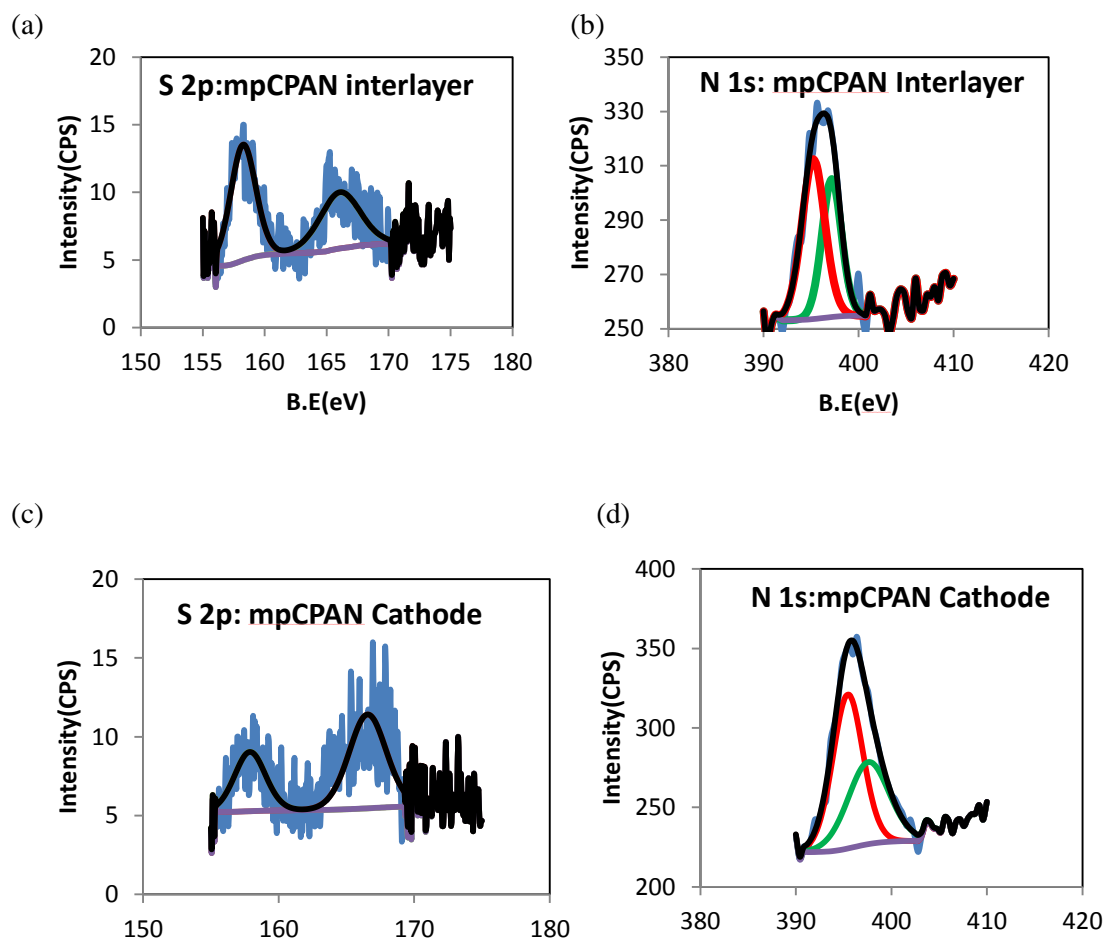 (a)
(b)
S 2p:mpCPAN interlayer
N 1s: mpCPAN Interlayer
Intensity(CPS)
20
15
10
5
0
150 155 160 165 170 175 180
B.E(eV)
Intensity(CPS)
350
330
310
290
270
250
380 390 400 410 420
B.E(eV)
(c)
(d)
S 2p: mpCPAN Cathode
N 1s:mpCPAN Cathode
Intensity(CPS)
20
15
10
5
0
150 160 170 180
Intensity(CPS)
400
350
300
250
200
380 390 400 410 420